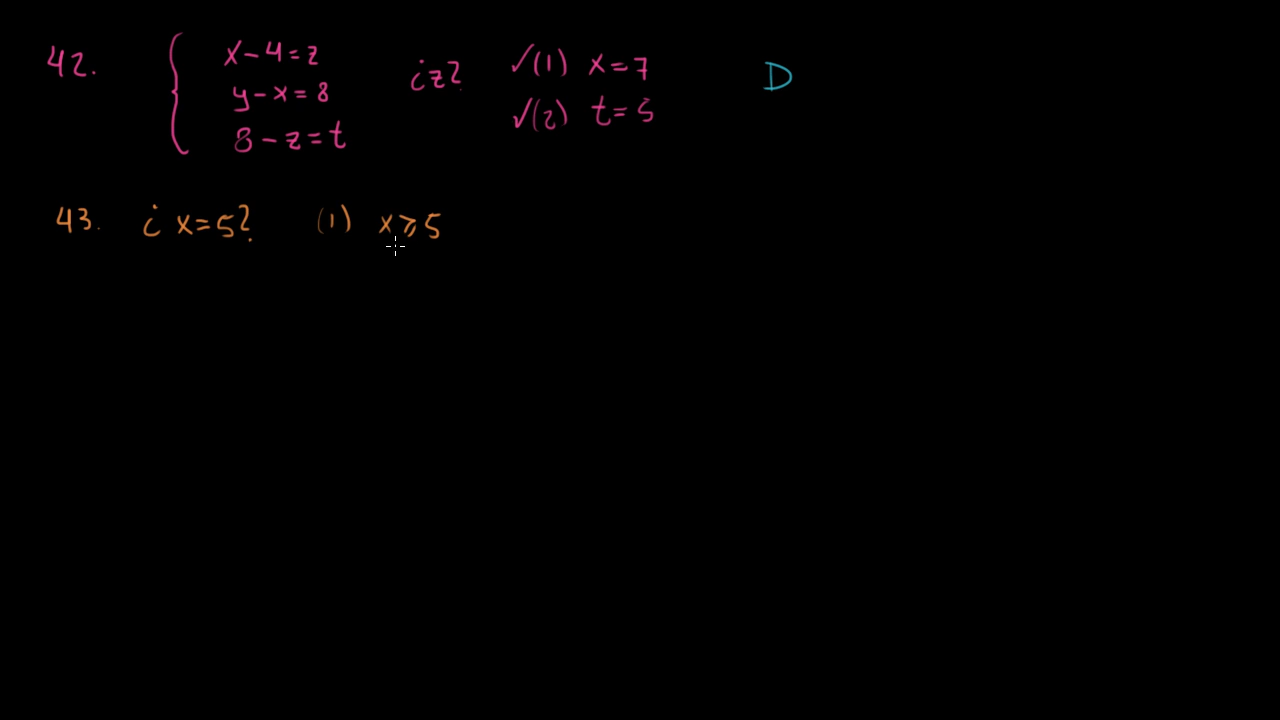 42. { x-4=z ¿z? ✓(1) x=7 D
y-x=8 ✓(2) t=5
8-z=t
43. ¿x=5? (1) x⩾5